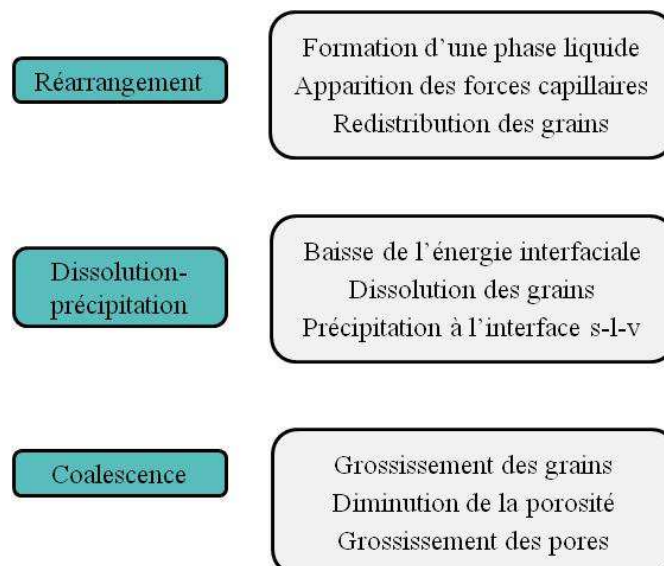 Réarrangement
Formation d'une phase liquide
Apparition des forces capillaires
Redistribution des grains
Dissolution-
précipitation
Baisse de l'énergie interfaciale
Dissolution des grains
Précipitation à l'interface s-l-v
Coalescence
Grossissement des grains
Diminution de la porosité
Grossissement des pores